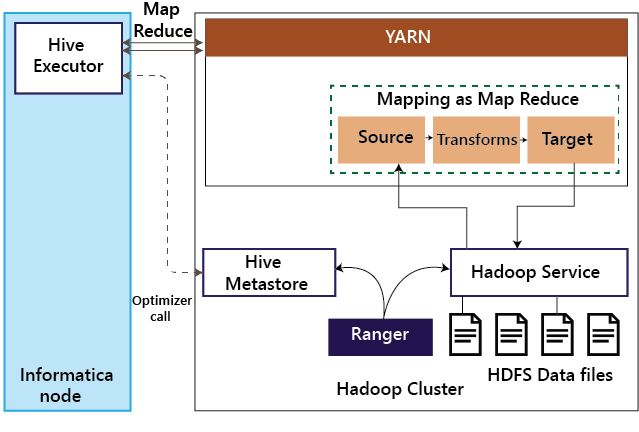 Map
Reduce
Hive
Executor
YARN
Mapping as Map Reduce
Source
Transforms
Target
Hive
Metastore
Hadoop Service
Optimizer
call
Ranger
HDFS Data files
Hadoop Cluster
Informatica
node